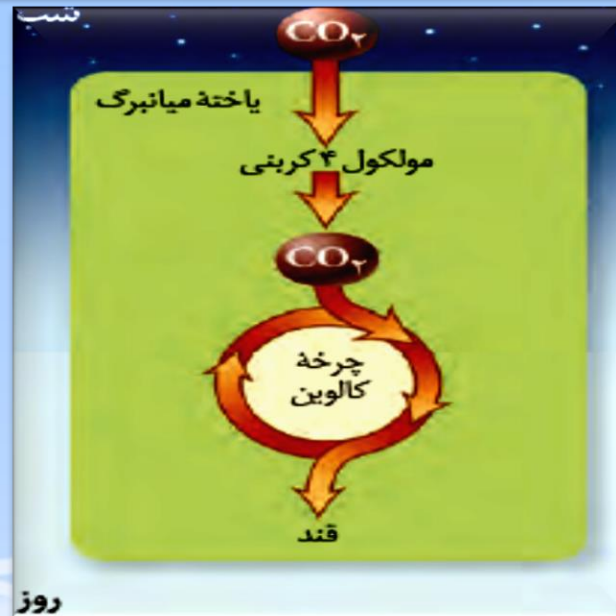 شب
CO۲
یاختهٔ میانبرگ
مولکول ۴ کربنی
CO۲
چرخهٔ
کالوین
قند
روز